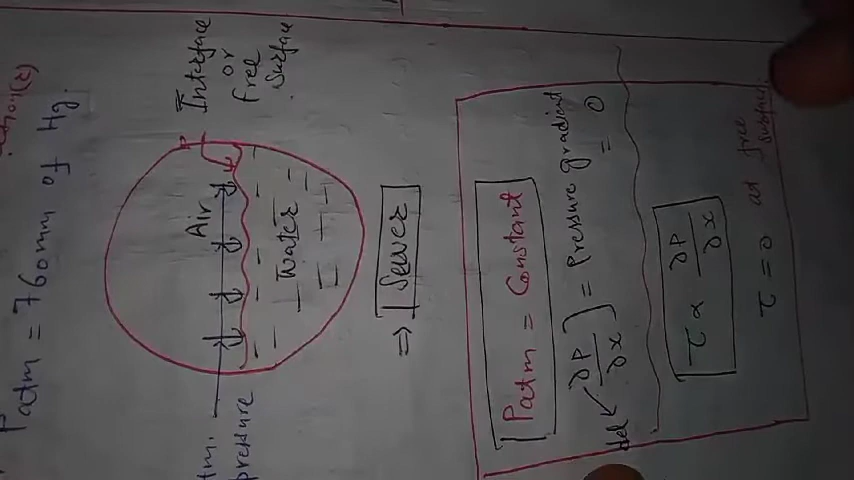 Patm = 760mm of Hg.
Interface
or
free
surface.
Air
Water
pressure
=> Sewer
Patm = Constant
del ∂P/∂x ) = Pressure gradient
= 0
τ ∝ ∂P/∂x
τ = 0 at free
surface.